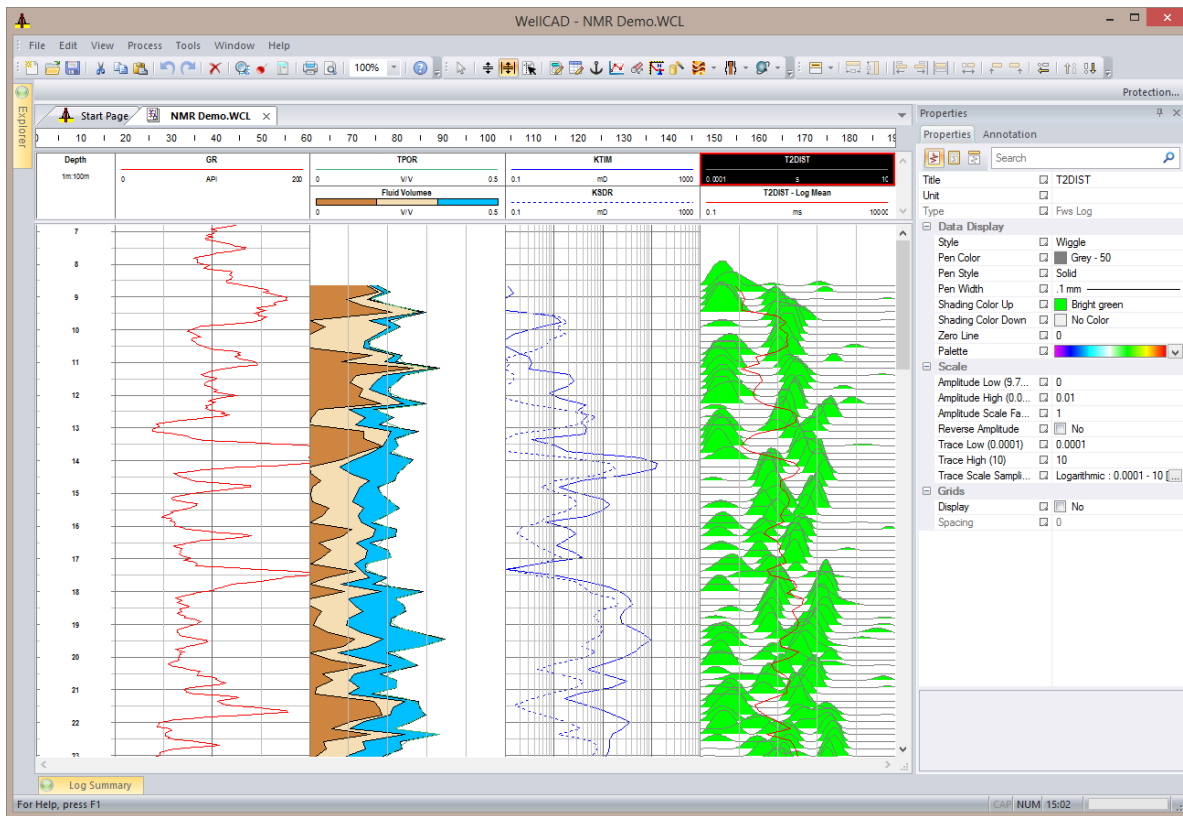 WellCAD - NMR Demo.WCL
File Edit View Process Tools Window Help
100%
Protection...
Explorer
Start Page NMR Demo.WCL
10 20 30 40 50 60 70 80 90 100 110 120 130 140 150 160 170 180
Depth GR TPOR KTIM T2DIST
1m:100m 0 API 200 0 V/V 0.5 0.1 mD 1000 0.0001 s
Fluid Volumes KSDR T2DIST - Log Mean
0 V/V 0.5 0.1 mD 1000 0.1 ms 10000
7
8
9
10
11
12
13
14
15
16
17
18
19
20
21
22
Properties
Properties Annotation
Search
Title T2DIST
Unit
Type Fws Log
Data Display
Style Wiggle
Pen Color Grey - 50
Pen Style Solid
Pen Width .1 mm
Shading Color Up Bright green
Shading Color Down No Color
Zero Line 0
Palette
Scale
Amplitude Low (9.7... 0
Amplitude High (0.0... 0.01
Amplitude Scale Fa... 1
Reverse Amplitude No
Trace Low (0.0001) 0.0001
Trace High (10) 10
Trace Scale Sampli... Logarithmic : 0.0001 - 10 [ ...
Grids
Display No
Spacing 0
Log Summary
For Help, press F1
CAP NUM 15:02